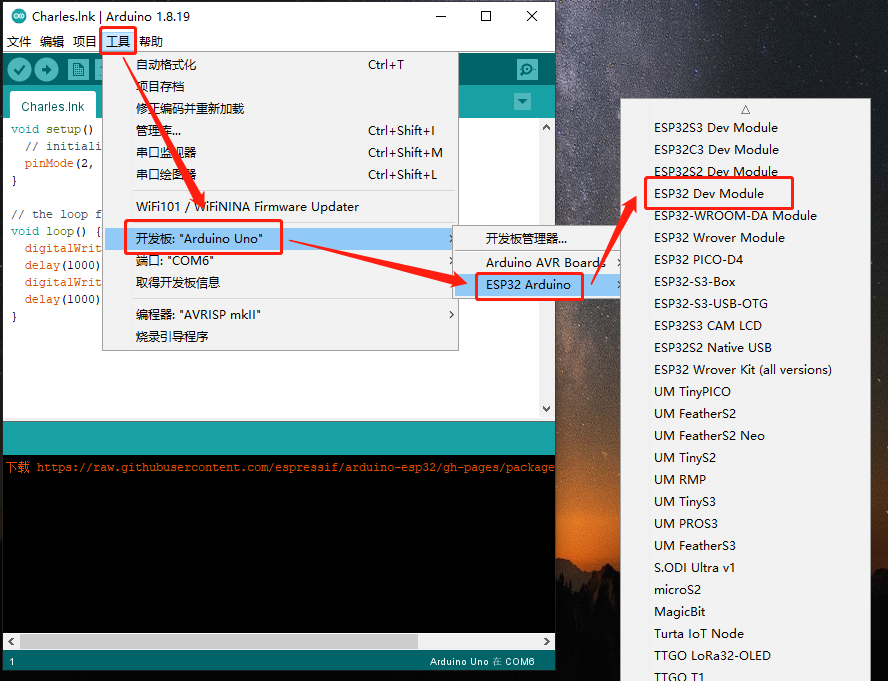 Charles.lnk | Arduino 1.8.19
文件 编辑 项目 工具 帮助
Charles.lnk
void setup()
// initiali
pinMode(2,
}
// the loop f
void loop() {
digitalWrit
delay(1000)
digitalWrit
delay(1000)
}
自动格式化 Ctrl+T
项目存档
修正编码并重新加载
管理库... Ctrl+Shift+I
串口监视器 Ctrl+Shift+M
串口绘图器 Ctrl+Shift+L
WiFi101 / WiFiNINA Firmware Updater
开发板: "Arduino Uno"
端口: "COM6"
取得开发板信息
编程器: "AVRISP mkII"
烧录引导程序
开发板管理器...
Arduino AVR Boards
ESP32 Arduino
ESP32S3 Dev Module
ESP32C3 Dev Module
ESP32S2 Dev Module
ESP32 Dev Module
ESP32-WROOM-DA Module
ESP32 Wrover Module
ESP32 PICO-D4
ESP32-S3-Box
ESP32-S3-USB-OTG
ESP32S3 CAM LCD
ESP32S2 Native USB
ESP32 Wrover Kit (all versions)
UM TinyPICO
UM FeatherS2
UM FeatherS2 Neo
UM TinyS2
UM RMP
UM TinyS3
UM PROS3
UM FeatherS3
S.ODI Ultra v1
microS2
MagicBit
Turta IoT Node
TTGO LoRa32-OLED
TTGO T1
下载 https://raw.githubusercontent.com/espressif/arduino-esp32/gh-pages/package
1
Arduino Uno 在 COM6